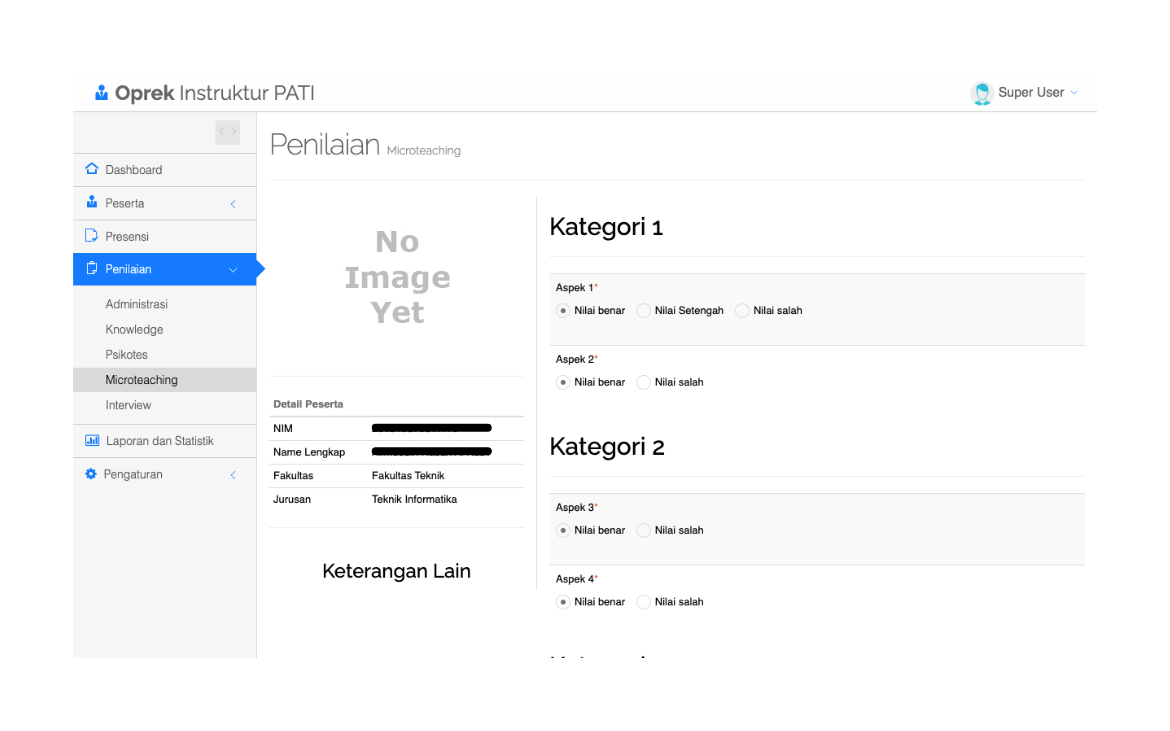 Oprek Instruktur PATI
Super User
Dashboard
Peserta
Presensi
Penilaian
Administrasi
Knowledge
Psikotes
Microteaching
Interview
Laporan dan Statistik
Pengaturan
Penilaian Microteaching
No
Image
Yet
Detail Peserta
NIM
Name Lengkap
Fakultas Fakultas Teknik
Jurusan Teknik Informatika
Keterangan Lain
Kategori 1
Aspek 1*
Nilai benar Nilai Setengah Nilai salah
Aspek 2*
Nilai benar Nilai salah
Kategori 2
Aspek 3*
Nilai benar Nilai salah
Aspek 4*
Nilai benar Nilai salah